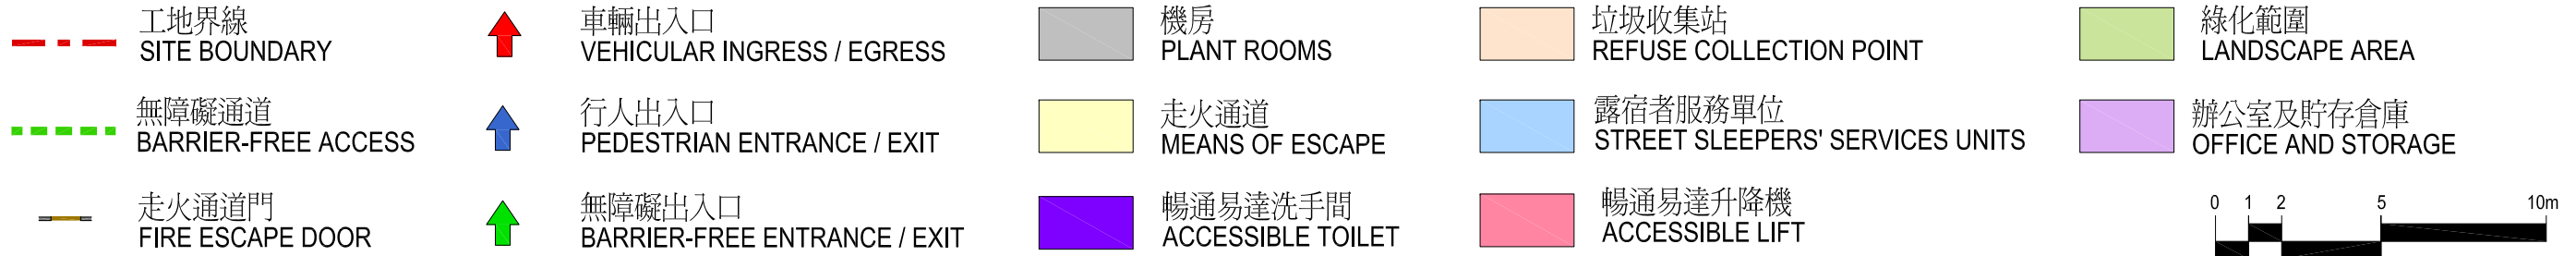 工地界線
SITE BOUNDARY
車輛出入口
VEHICULAR INGRESS / EGRESS
機房
PLANT ROOMS
垃圾收集站
REFUSE COLLECTION POINT
綠化範圍
LANDSCAPE AREA
無障礙通道
BARRIER-FREE ACCESS
行人出入口
PEDESTRIAN ENTRANCE / EXIT
走火通道
MEANS OF ESCAPE
露宿者服務單位
STREET SLEEPERS' SERVICES UNITS
辦公室及貯存倉庫
OFFICE AND STORAGE
走火通道門
FIRE ESCAPE DOOR
無障礙出入口
BARRIER-FREE ENTRANCE / EXIT
暢通易達洗手間
ACCESSIBLE TOILET
暢通易達升降機
ACCESSIBLE LIFT
0 1 2 5 10m